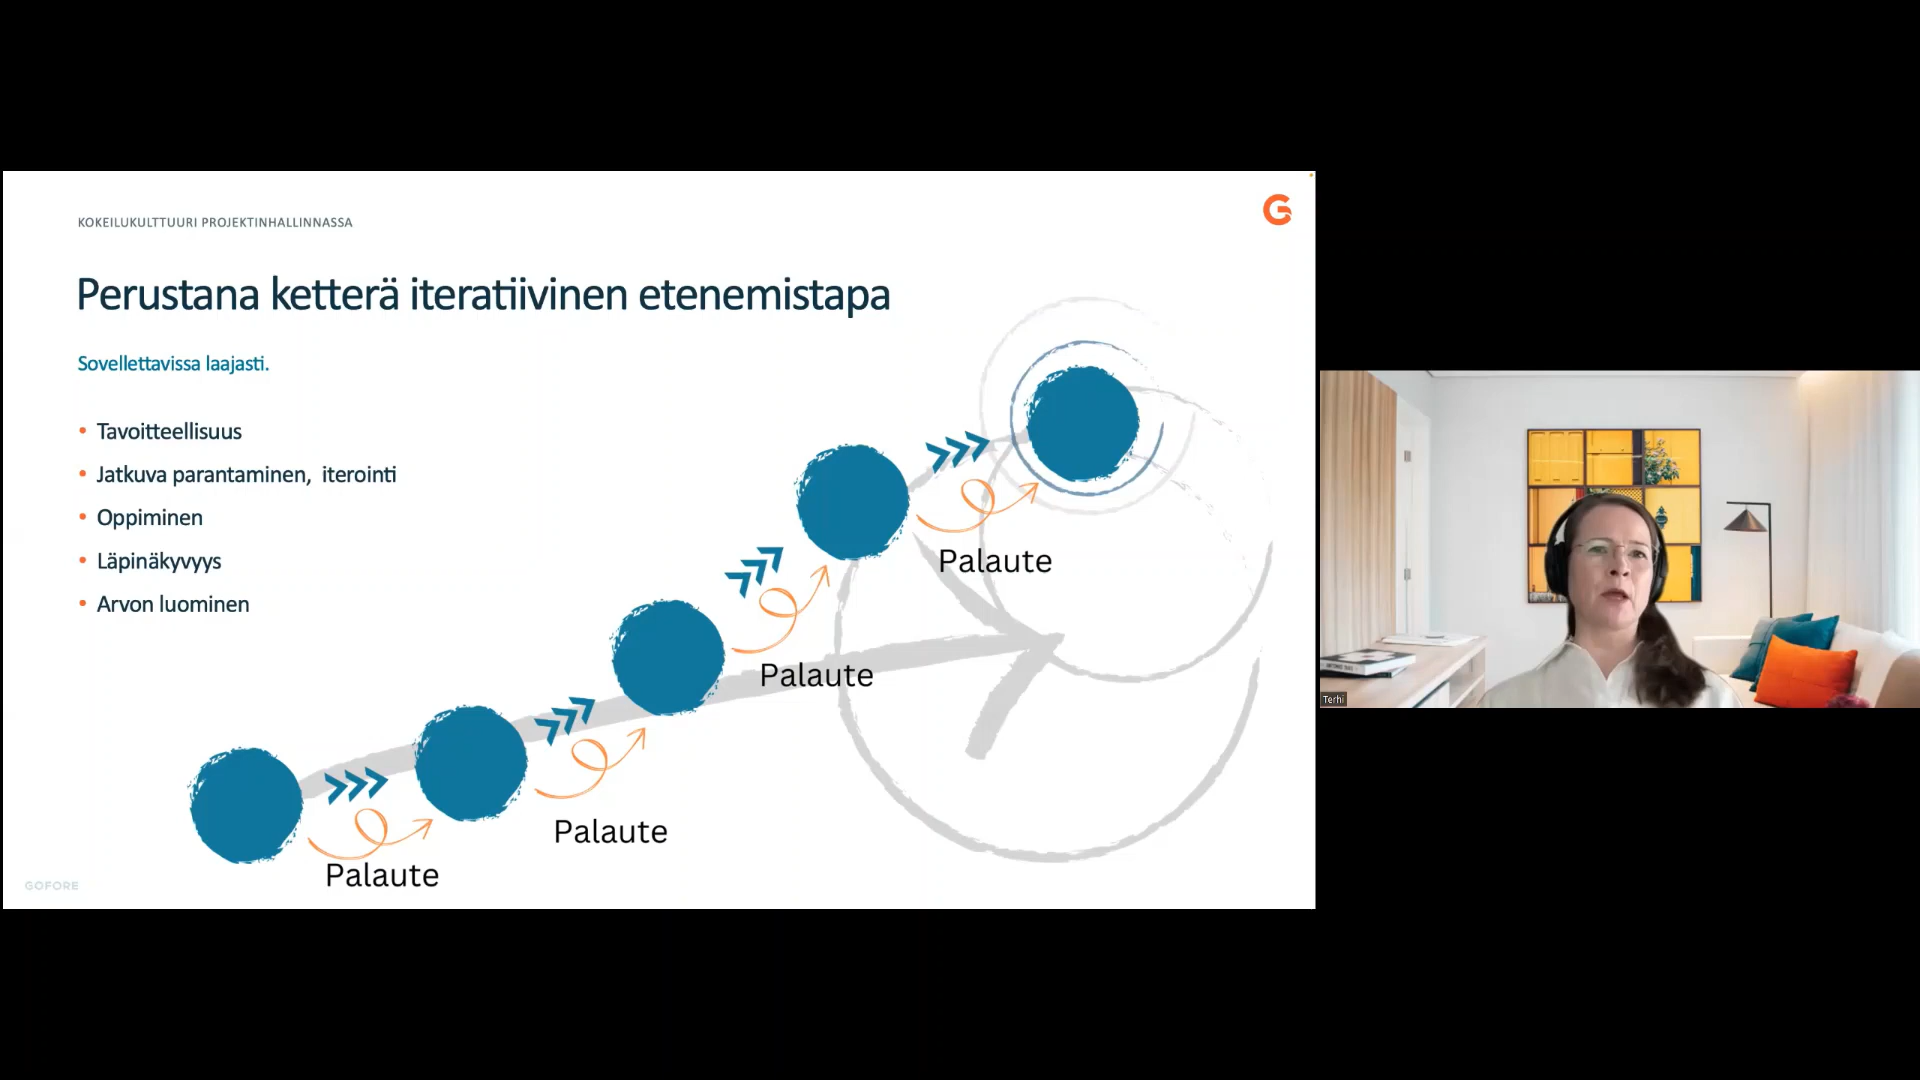 KOKEILUKULTTUURI PROJEKTINHALLINNASSA
Perustana ketterä iteratiivinen etenemistapa
Sovellettavissa laajasti.
• Tavoitteellisuus
• Jatkuva parantaminen, iterointi
• Oppiminen
• Läpinäkyvyys
• Arvon luominen
Palaute
Palaute
Palaute
Palaute
GOFORE
Terhi